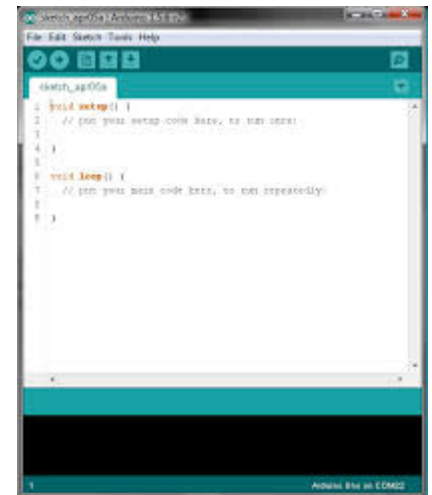 sketch_apr05a | Arduino 1.5.8
File Edit Sketch Tools Help
sketch_apr05a
1 void setup() {
2 // put your setup code here, to run once:
3
4 }
5
6 void loop() {
7 // put your main code here, to run repeatedly:
8
9 }
1
Arduino Uno on COM22